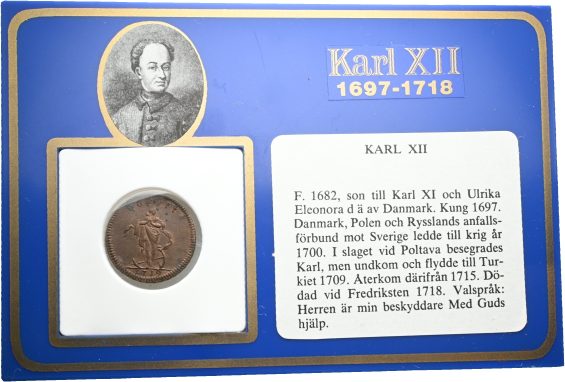 Karl XII
1697-1718
KARL XII
F. 1682, son till Karl XI och Ulrika
Eleonora d ä av Danmark. Kung 1697.
Danmark, Polen och Rysslands anfalls-
förbund mot Sverige ledde till krig år
1700. I slaget vid Poltava besegrades
Karl, men undkom och flydde till Tur-
kiet 1709. Återkom därifrån 1715. Dö-
dad vid Fredriksten 1718. Valspråk:
Herren är min beskyddare Med Guds
hjälp.